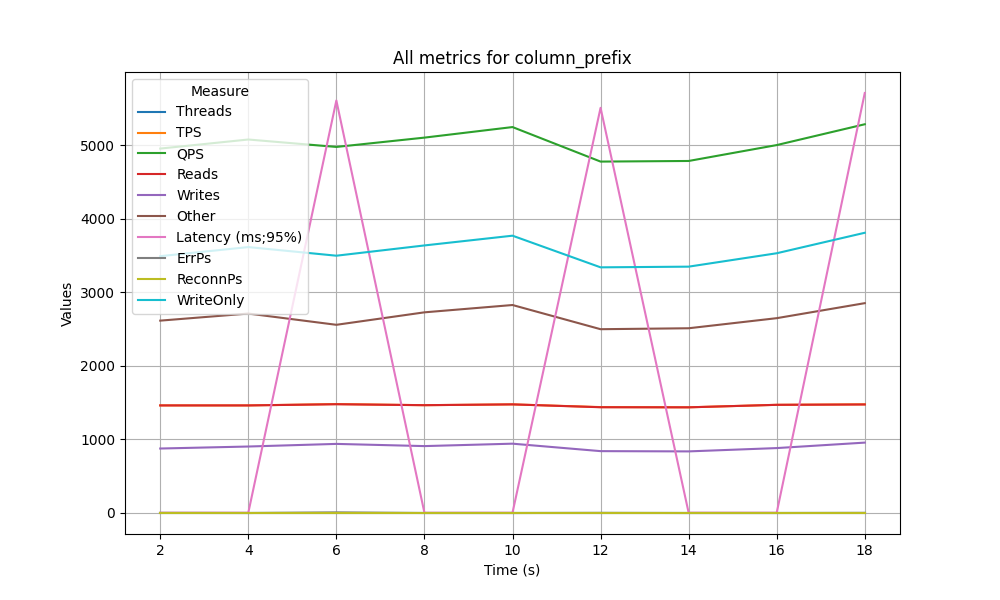 All metrics for column_prefix
Measure
Threads
TPS
QPS
Reads
Writes
Other
Latency (ms;95%)
ErrPs
ReconnPs
WriteOnly
Values
5000
4000
3000
2000
1000
0
2 4 6 8 10 12 14 16 18
Time (s)